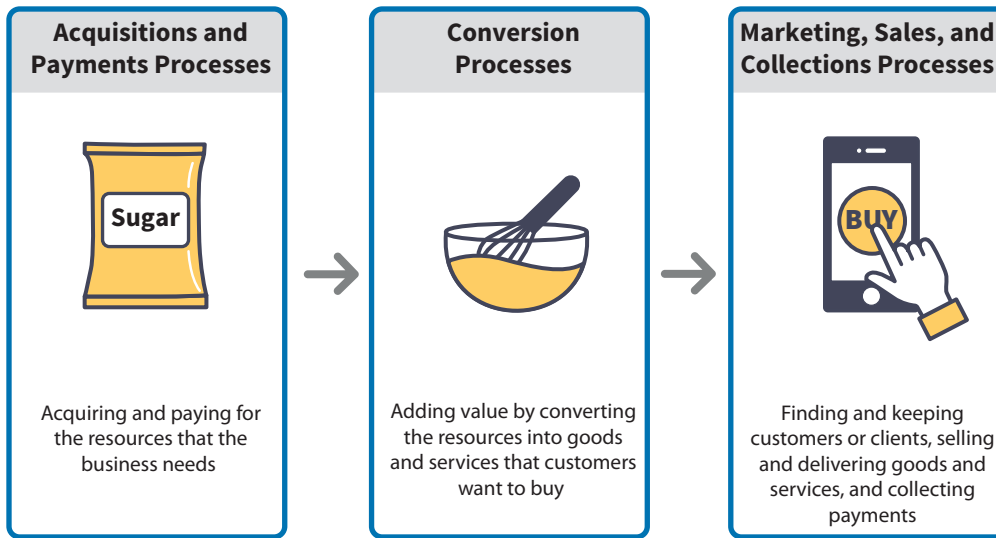 Acquisitions and
Payments Processes
Sugar
Acquiring and paying for
the resources that the
business needs
Conversion
Processes
Adding value by converting
the resources into goods
and services that customers
want to buy
Marketing, Sales, and
Collections Processes
BUY
Finding and keeping
customers or clients, selling
and delivering goods and
services, and collecting
payments